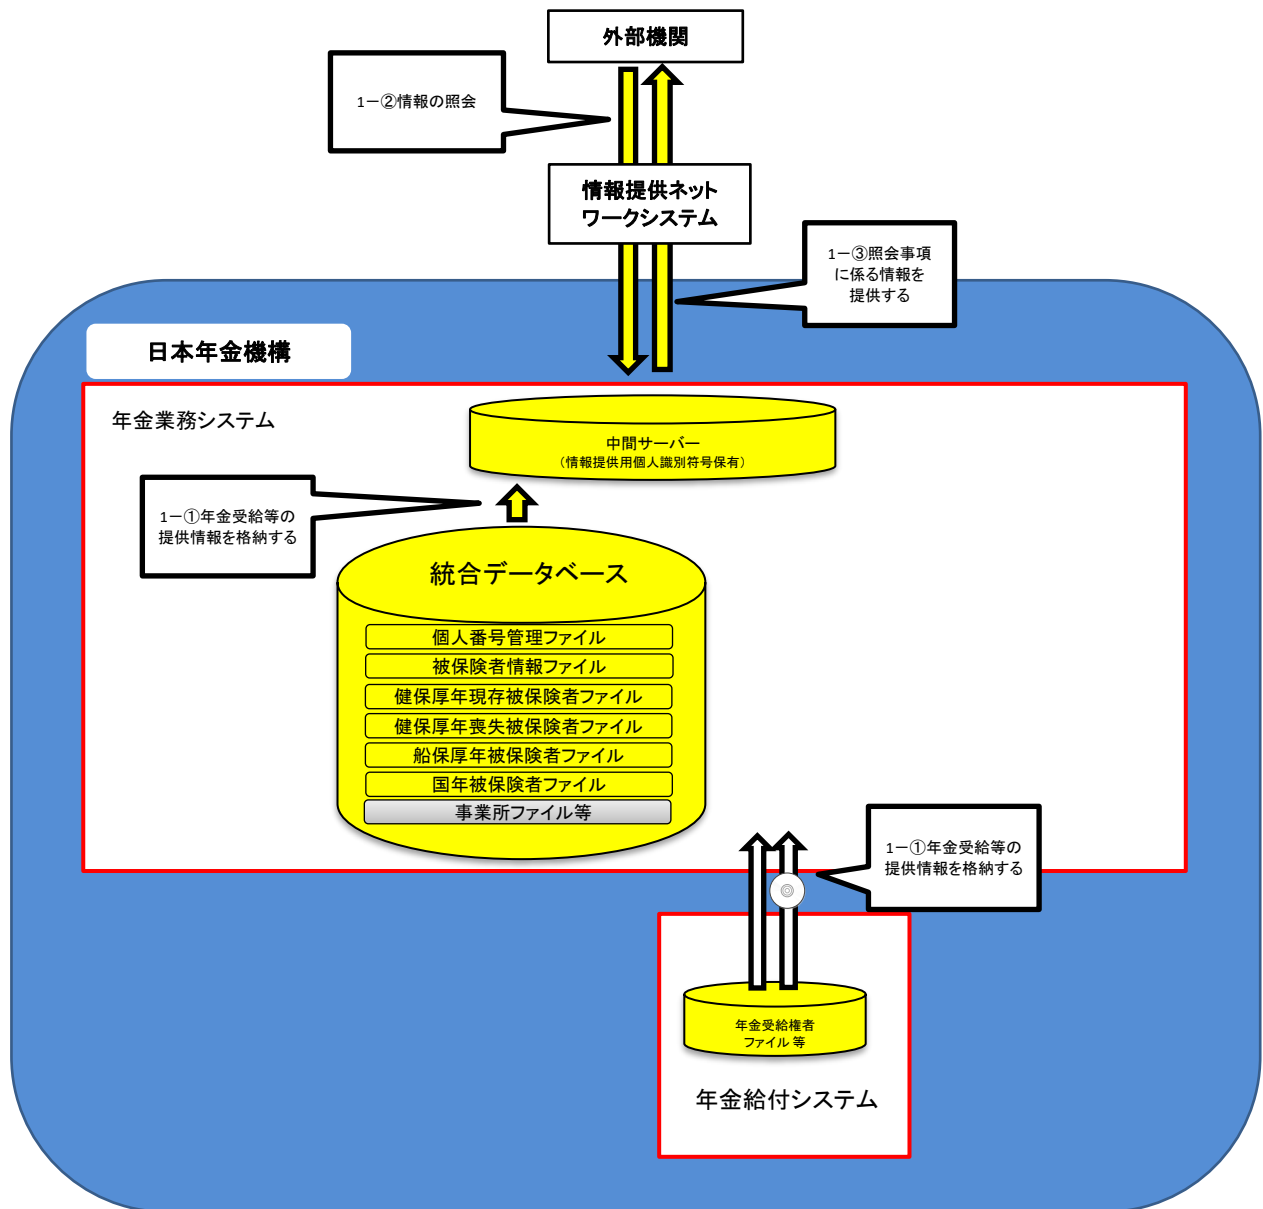 外部機関
1－②情報の照会
情報提供ネット
ワークシステム
1－③照会事項
に係る情報を
提供する
日本年金機構
年金業務システム
中間サーバー
（情報提供用個人識別符号保有）
1－①年金受給等の
提供情報を格納する
統合データベース
個人番号管理ファイル
被保険者情報ファイル
健保厚年現存被保険者ファイル
健保厚年喪失被保険者ファイル
船保厚年被保険者ファイル
国年被保険者ファイル
事業所ファイル等
1－①年金受給等の
提供情報を格納する
年金受給権者
ファイル 等
年金給付システム